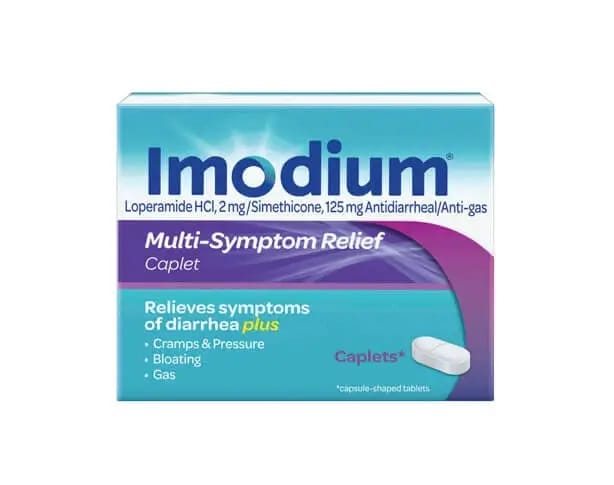 Imodium®
Loperamide HCl, 2 mg/Simethicone, 125 mg Antidiarrheal/Anti-gas
Multi-Symptom Relief
Caplet
Relieves symptoms
of diarrhea plus
• Cramps & Pressure
• Bloating
• Gas
Caplets*
*capsule-shaped tablets